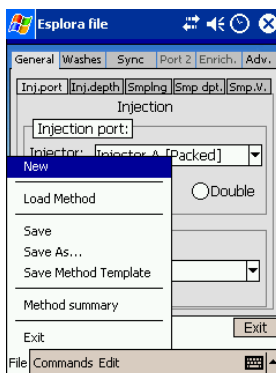 Esplora file
General Washes Sync Port 2 Enrich. Adv.
Inj.port Inj.depth Smplng Smp dpt. Smp.V.
Injection
Injection port:
Injector: Injector A [Packed]
New
Double
Load Method
Save
Save As...
Save Method Template
Method summary
Exit
Exit
File Commands Edit